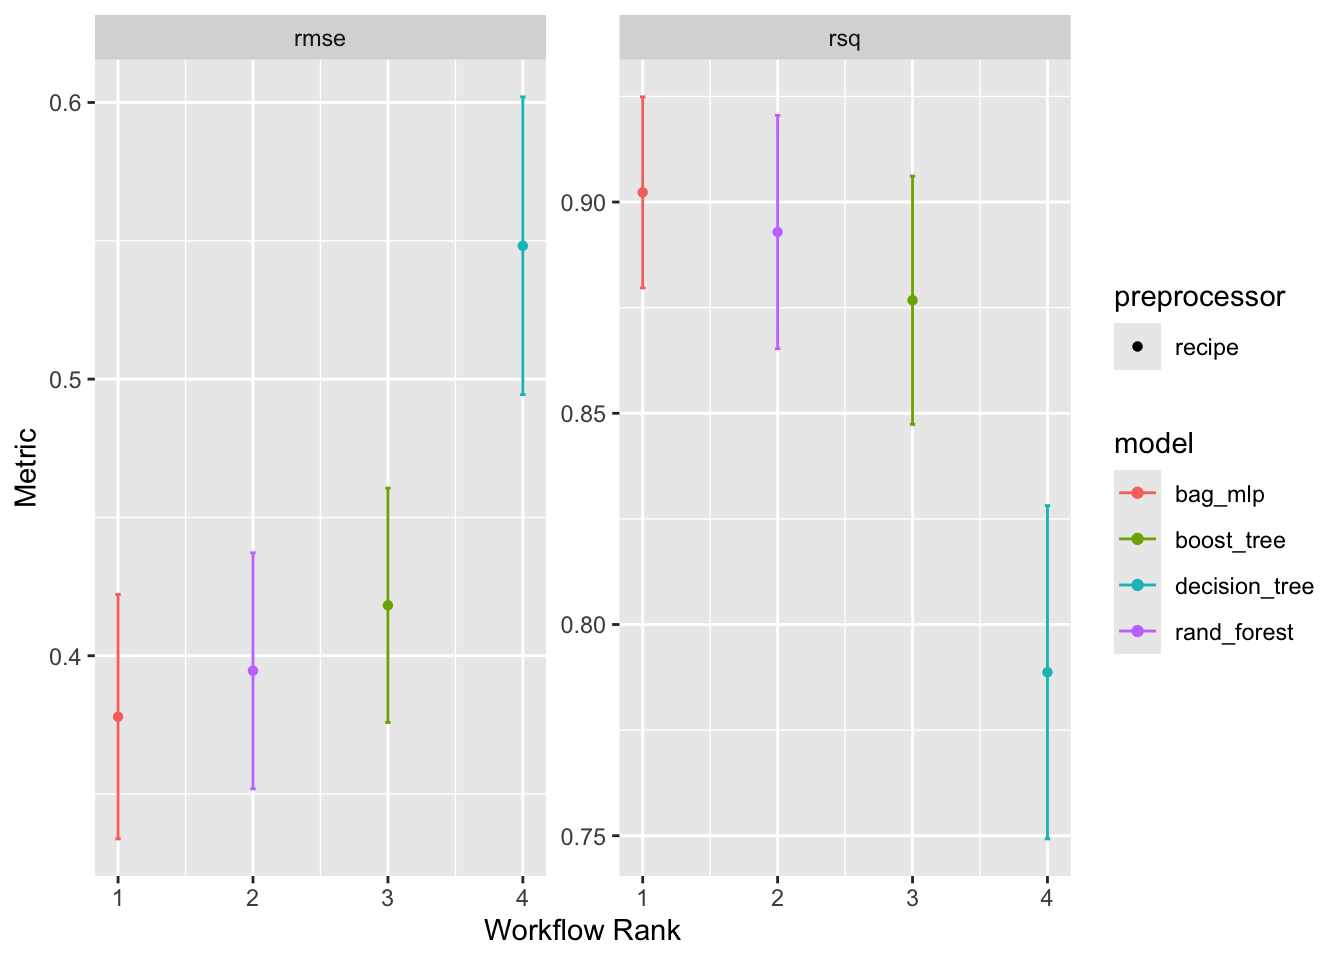 rmse
rsq
0.6
0.5
0.4
0.90
0.85
0.80
0.75
Metric
1 2 3 4
1 2 3 4
Workflow Rank
preprocessor
recipe
model
bag_mlp
boost_tree
decision_tree
rand_forest